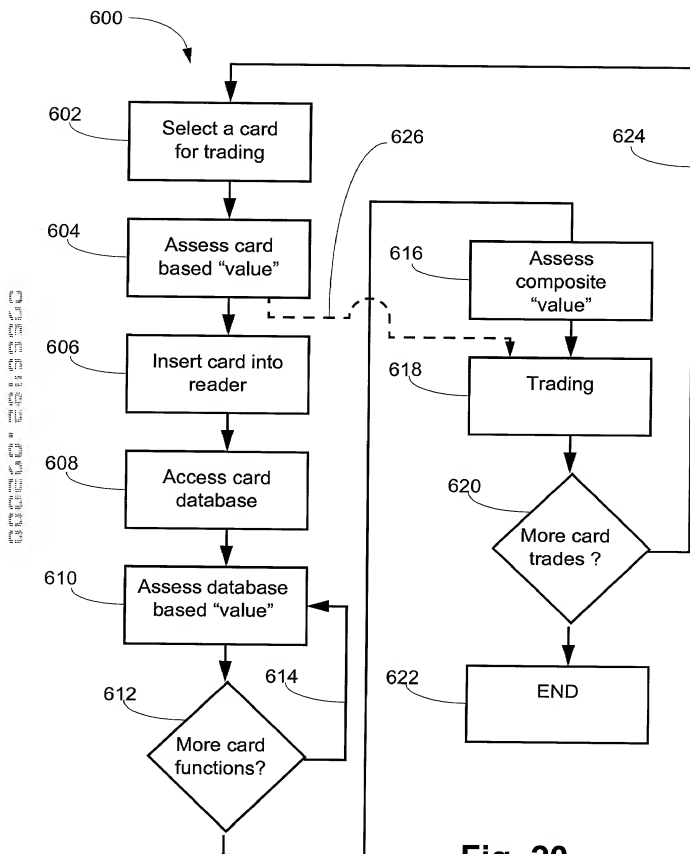 600
602
Select a card
for trading
626
624
604
Assess card
based “value”
616
Assess
composite
“value”
606
Insert card into
reader
618
Trading
608
Access card
database
620
More card
trades ?
610
Assess database
based “value”
614
612
More card
functions?
622
END